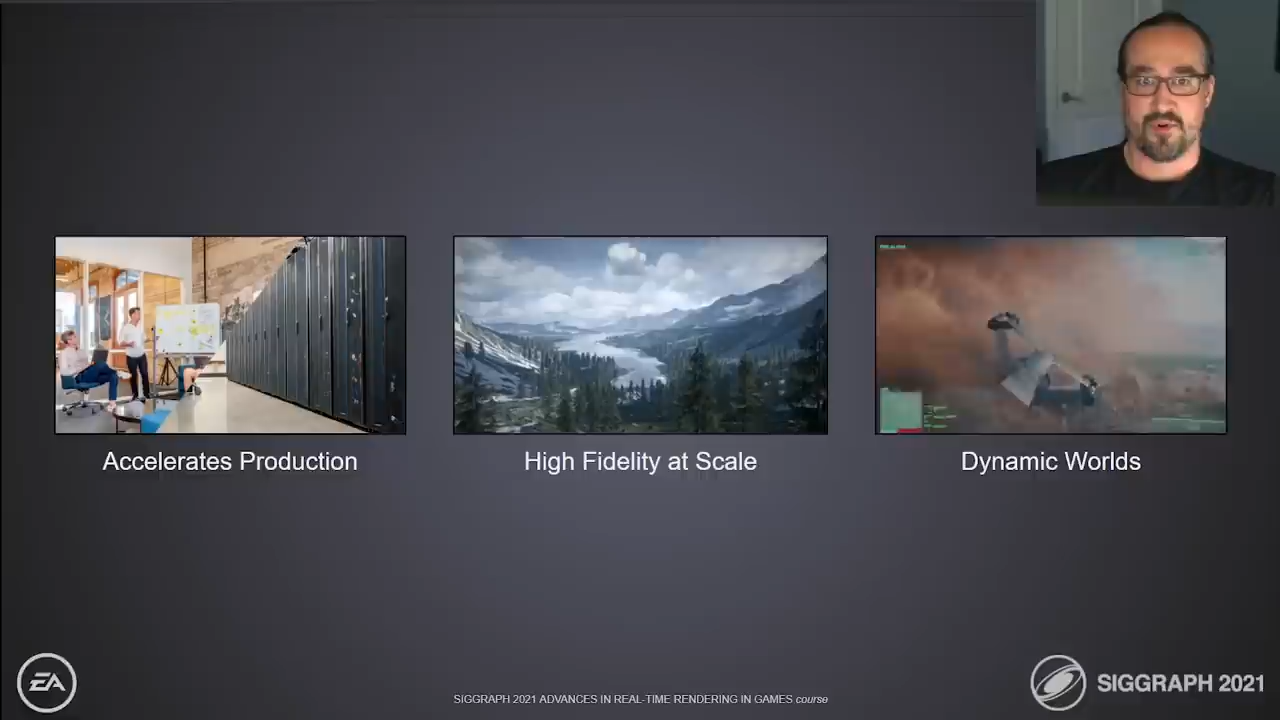 Accelerates Production
High Fidelity at Scale
Dynamic Worlds
EA
SIGGRAPH 2021 ADVANCES IN REAL-TIME RENDERING IN GAMES course
SIGGRAPH 2021